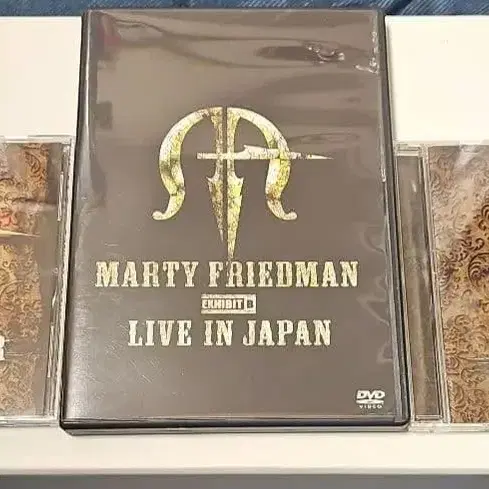 MARTY FRIEDMAN
EXHIBIT B
LIVE IN JAPAN
DVD
VIDEO